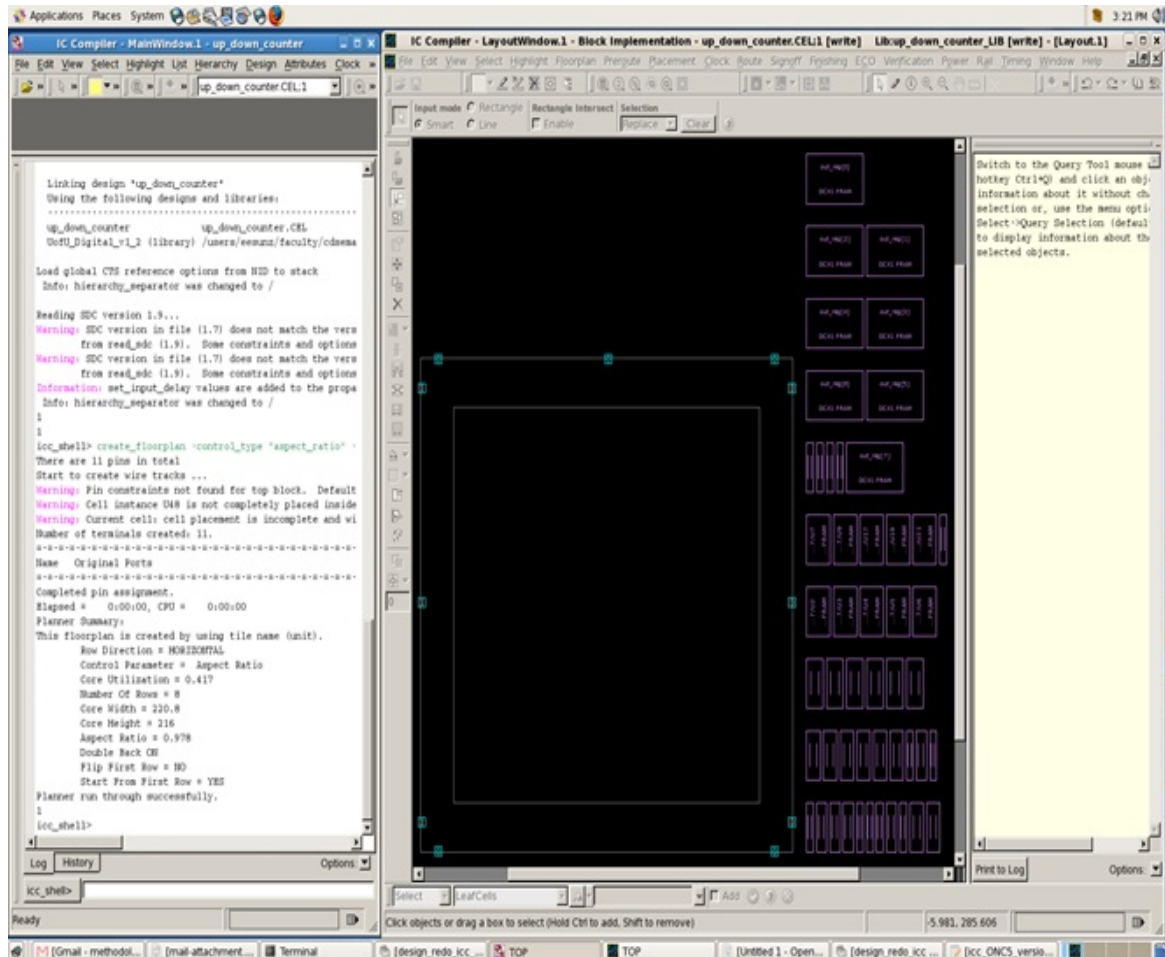 Applications Places System
3:21 PM
IC Compiler - MainWindow.1 - up_down_counter
File Edit View Select Highlight List Hierarchy Design Attributes Clock »
up_down_counter.CEL;1
Linking design 'up_down_counter'
Using the following designs and libraries:
up_down_counter up_down_counter.CEL
UofU_Digital_v1_2 (library)
Load global CTS reference options from NID to stack
Info: hierarchy_separator was changed to /
Reading SDC version 1.9...
Warning: SDC version in file (1.7) does not match the vers
from read_sdc (1.9). Some constraints and options
Warning: SDC version in file (1.7) does not match the vers
from read_sdc (1.9). Some constraints and options
Information: set_input_delay values are added to the propa
Info: hierarchy_separator was changed to /
1
1
icc_shell> create_floorplan -control_type "aspect_ratio" -
There are 11 pins in total
Start to create wire tracks ...
Warning: Pin constraints not found for top block. Default
Warning: Cell instance U48 is not completely placed inside
Warning: Current cell: cell placement is incomplete and wi
Number of terminals created: 11.
Name Original Ports
Completed pin assignment.
Elapsed = 0:00:00, CPU = 0:00:00
Planner Summary:
This floorplan is created by using tile name (unit).
Row Direction = HORIZONTAL
Control Parameter = Aspect Ratio
Core Utilization = 0.417
Number Of Rows = 8
Core Width = 220.8
Core Height = 216
Aspect Ratio = 0.978
Double Back ON
Flip First Row = NO
Start From First Row = YES
Planner run through successfully.
1
icc_shell>
Log History Options:
icc_shell>
Ready
IC Compiler - LayoutWindow.1 - Block Implementation - up_down_counter.CEL;1 [write] Lib:up_down_counter_LIB [write] - [Layout.1]
File Edit View Select Highlight Floorplan Preroute Placement Clock Route Signoff Finishing ECO Verification Power Rail Timing Window Help
Input mode Rectangle Rectangle Intersect Selection
Smart Line Enable Replace Clear
0
Switch to the Query Tool mouse
hotkey Ctrl+Q) and click an obj
information about it without ch
selection or, use the menu opti
Select->Query Selection (defaul
to display information about th
selected objects.
Print to Log Options:
Select LeafCells Add
Click objects or drag a box to select (Hold Ctrl to add, Shift to remove) -5.981, 285.606
[Gmail - methodol... [mail-attachment.... Terminal [design_redo_icc_... TOP TOP [Untitled 1 - Open... [design_redo_icc ... [icc_ONC5_versio...